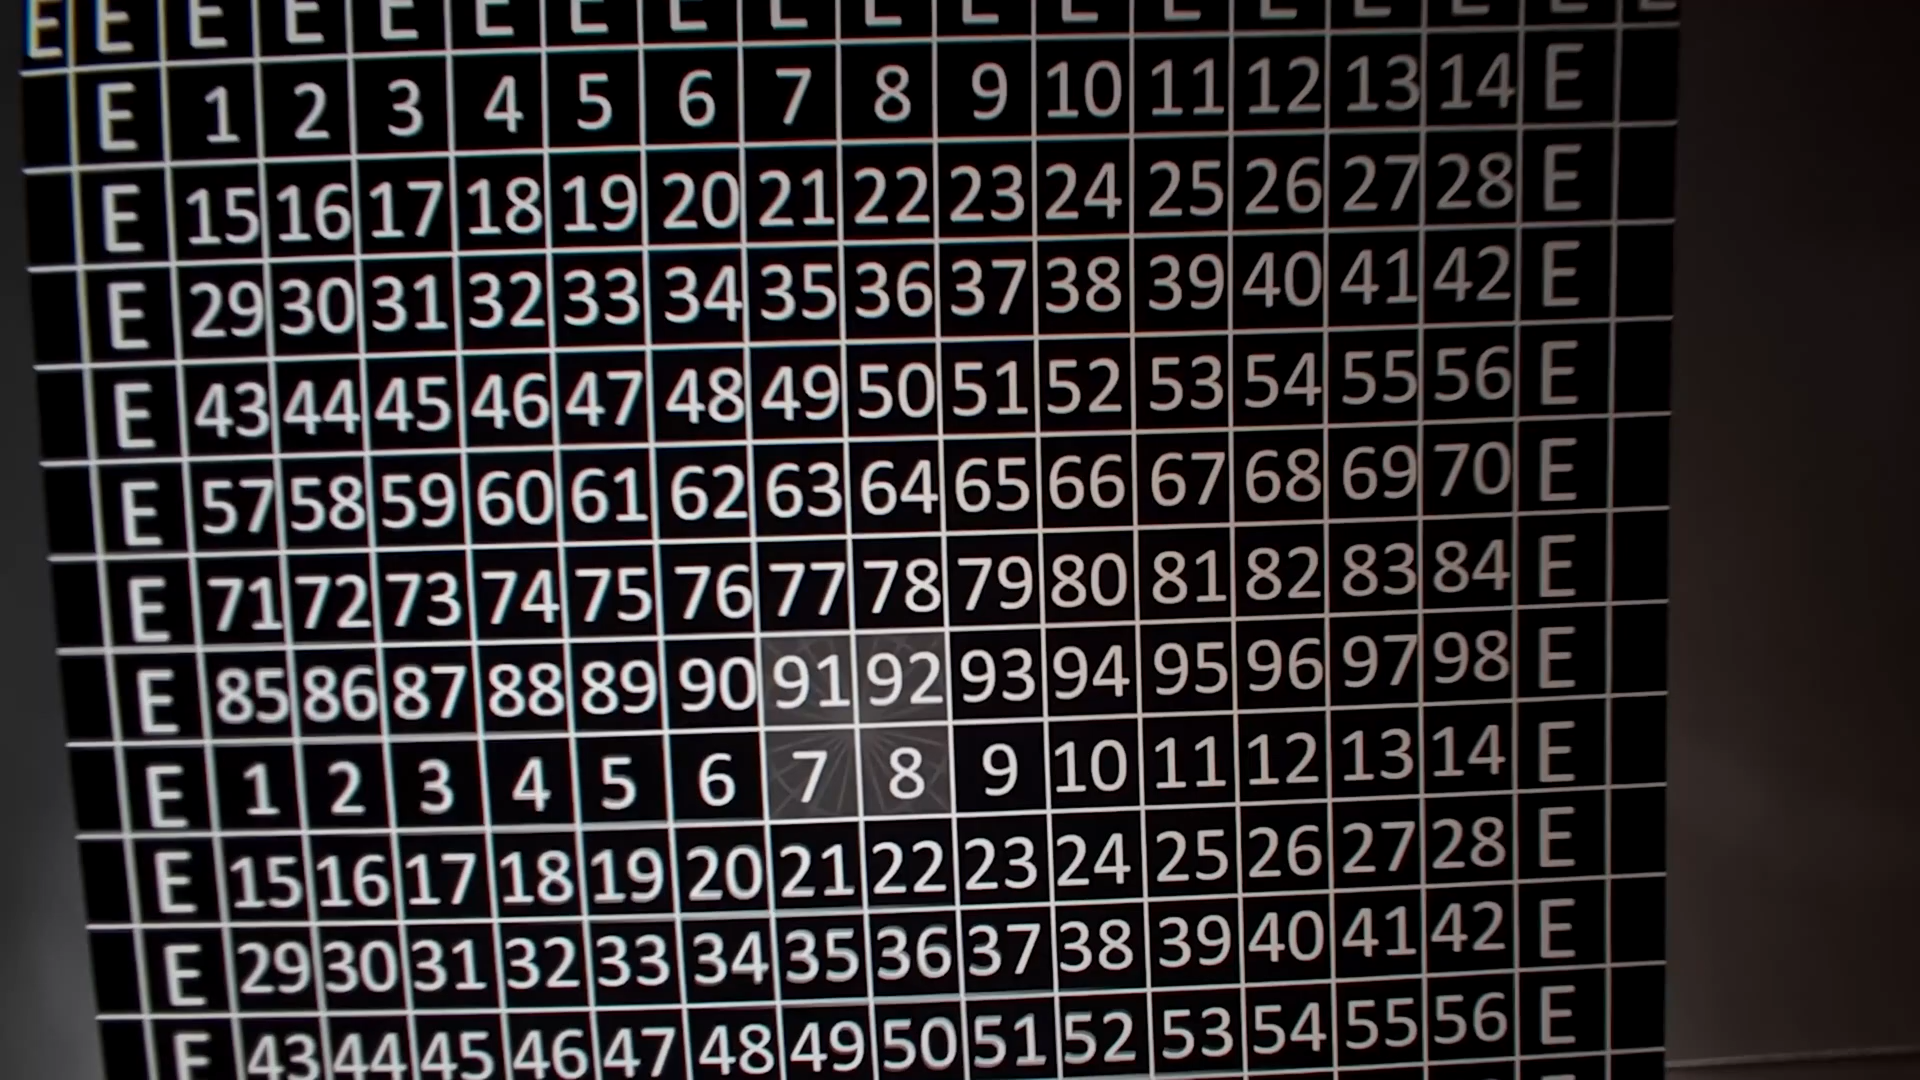 E E E E E E E E E E E E E E E E E E
E 1 2 3 4 5 6 7 8 9 10 11 12 13 14 E
E 15 16 17 18 19 20 21 22 23 24 25 26 27 28 E
E 29 30 31 32 33 34 35 36 37 38 39 40 41 42 E
E 43 44 45 46 47 48 49 50 51 52 53 54 55 56 E
E 57 58 59 60 61 62 63 64 65 66 67 68 69 70 E
E 71 72 73 74 75 76 77 78 79 80 81 82 83 84 E
E 85 86 87 88 89 90 91 92 93 94 95 96 97 98 E
E 1 2 3 4 5 6 7 8 9 10 11 12 13 14 E
E 15 16 17 18 19 20 21 22 23 24 25 26 27 28 E
E 29 30 31 32 33 34 35 36 37 38 39 40 41 42 E
E 43 44 45 46 47 48 49 50 51 52 53 54 55 56 E